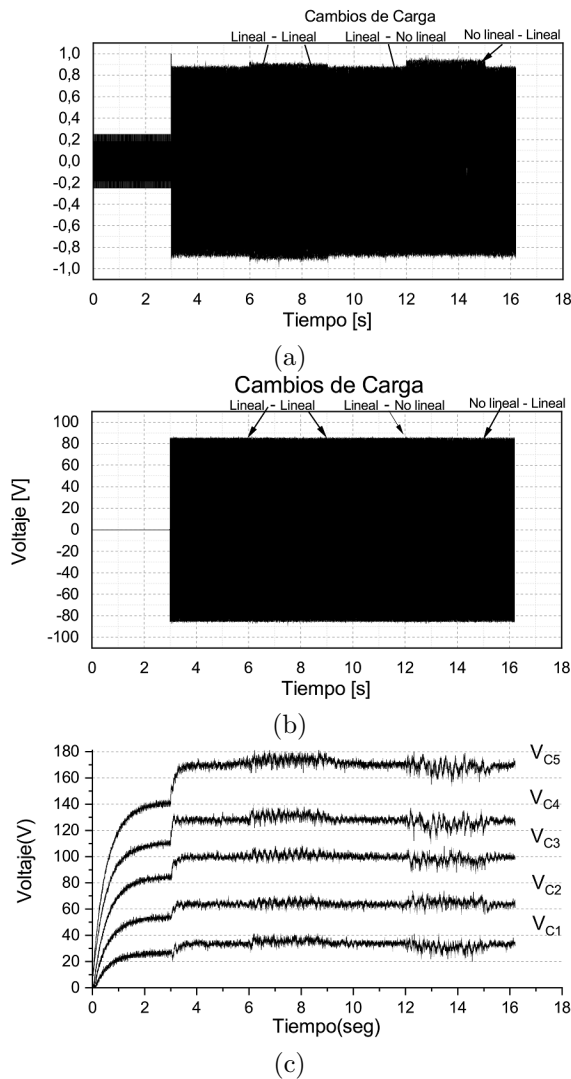 Cambios de Carga
Lineal - Lineal Lineal - No lineal No lineal - Lineal
1,0
0,8
0,6
0,4
0,2
0,0
-0,2
-0,4
-0,6
-0,8
-1,0
0 2 4 6 8 10 12 14 16 18
Tiempo [s]
(a)
Cambios de Carga
Lineal - Lineal Lineal - No lineal No lineal - Lineal
100
80
60
40
20
0
-20
-40
-60
-80
-100
Voltaje [V]
0 2 4 6 8 10 12 14 16 18
Tiempo [s]
(b)
180
160
140
120
100
80
60
40
20
0
Voltaje(V)
VC5
VC4
VC3
VC2
VC1
0 2 4 6 8 10 12 14 16 18
Tiempo(seg)
(c)